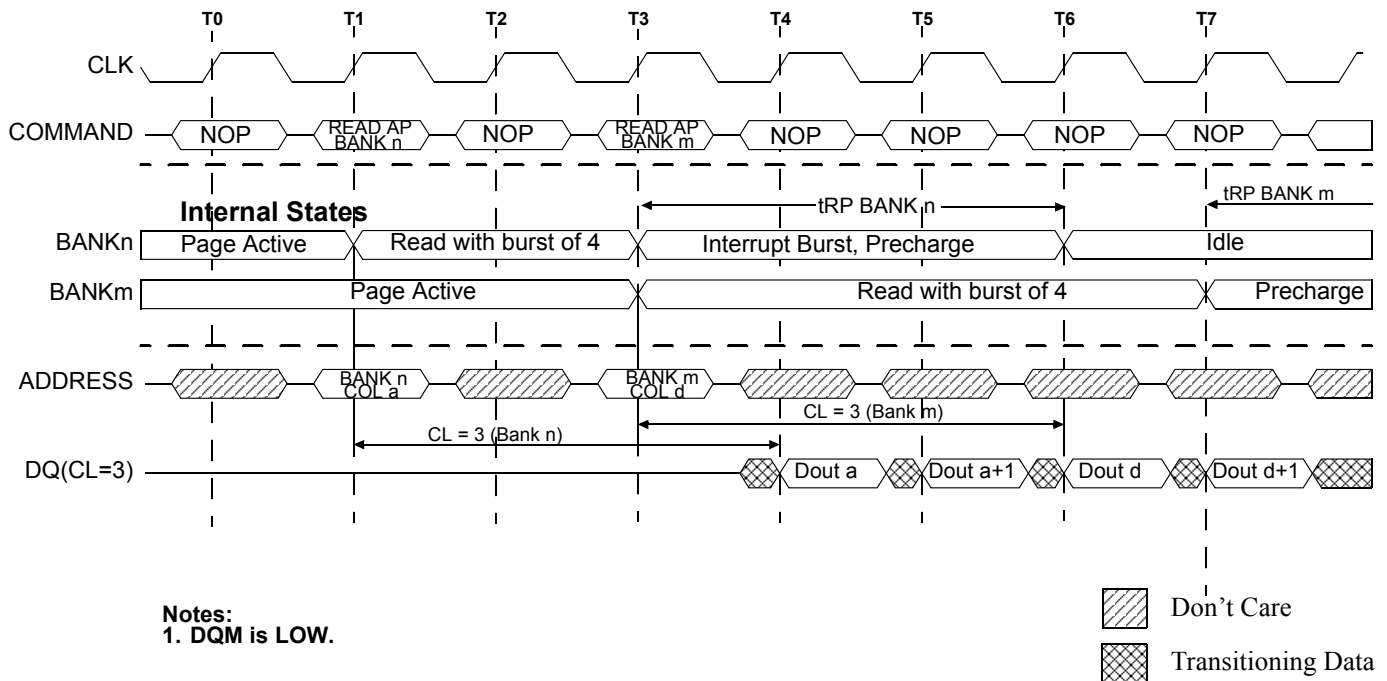 T0 T1 T2 T3 T4 T5 T6 T7
CLK
COMMAND NOP READ AP BANK n NOP READ AP BANK m NOP NOP NOP NOP
tRP BANK n tRP BANK m
Internal States
BANKn Page Active Read with burst of 4 Interrupt Burst, Precharge Idle
BANKm Page Active Read with burst of 4 Precharge
ADDRESS BANK n COL a BANK m COL d
CL = 3 (Bank m)
CL = 3 (Bank n)
DQ(CL=3) Dout a Dout a+1 Dout d Dout d+1
Notes:
1. DQM is LOW.
Don't Care
Transitioning Data